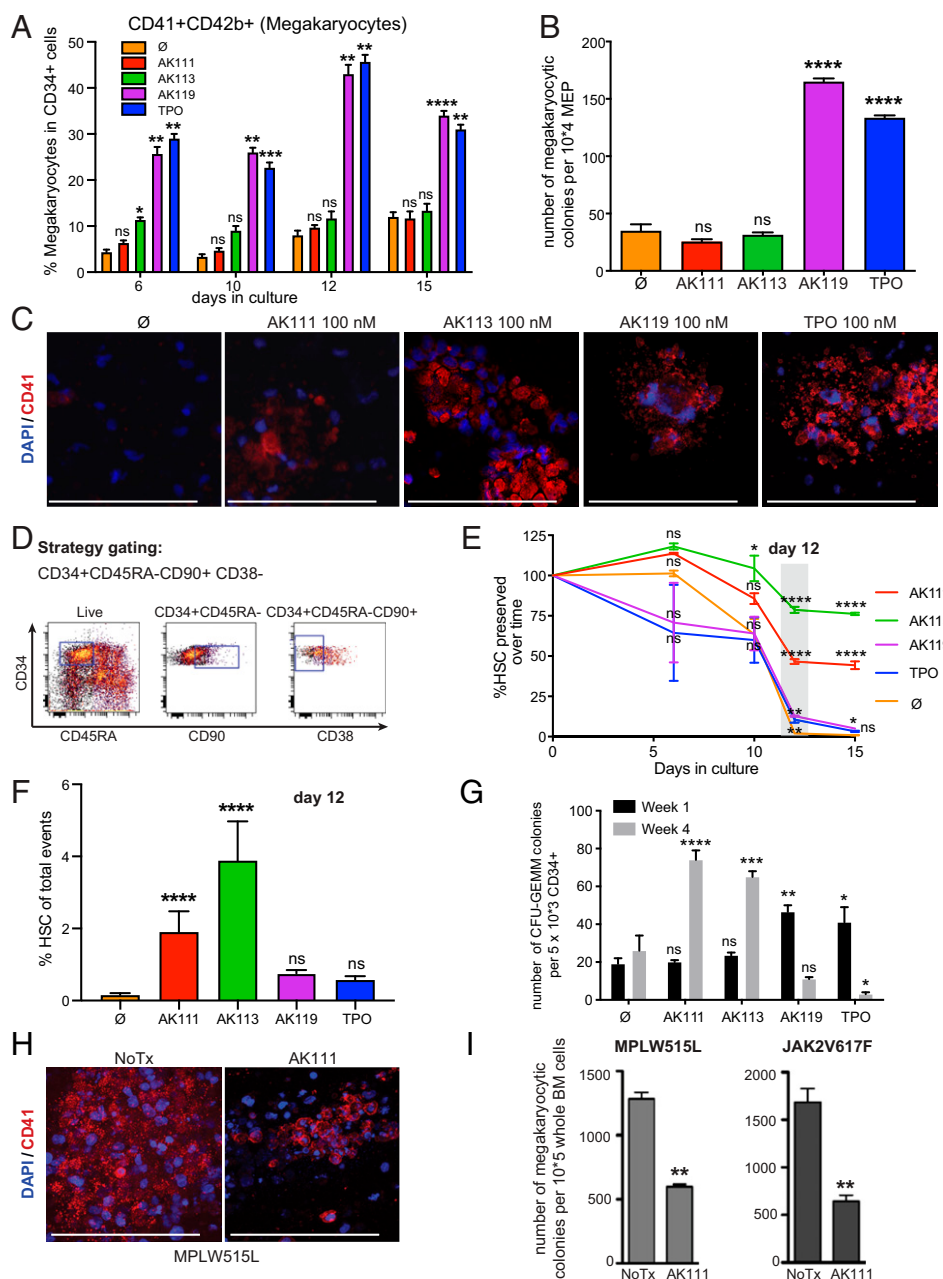 A
CD41+CD42b+ (Megakaryocytes)
% Megakaryocytes in CD34+ cells
50
40
30
20
10
0
Ø
AK111
AK113
AK119
TPO
ns
*
**
**
ns
ns
**
***
ns
ns
**
**
ns
ns
****
**
6
10
12
15
days in culture
B
number of megakaryocytic
colonies per 10*4 MEP
200
150
100
50
0
ns
ns
****
****
Ø
AK111
AK113
AK119
TPO
C
Ø
AK111 100 nM
AK113 100 nM
AK119 100 nM
TPO 100 nM
DAPI/CD41
D
Strategy gating:
CD34+CD45RA-CD90+ CD38-
Live
CD34+CD45RA-
CD34+CD45RA-CD90+
CD34
CD45RA
CD90
CD38
E
%HSC preserved
over time
125
100
75
50
25
0
day 12
ns
ns
ns
ns
*
ns
ns
ns
****
****
**
**
****
****
*
ns
0
5
10
15
Days in culture
AK11
AK11
AK11
TPO
Ø
F
day 12
% HSC of total events
6
4
2
0
****
****
ns
ns
Ø
AK111
AK113
AK119
TPO
G
Week 1
Week 4
number of CFU-GEMM colonies
per 5 x 10*3 CD34+
100
80
60
40
20
0
ns
****
ns
***
**
ns
*
*
Ø
AK111
AK113
AK119
TPO
H
NoTx
AK111
DAPI/CD41
MPLW515L
I
MPLW515L
JAK2V617F
number of megakaryocytic
colonies per 10*5 whole BM cells
1500
1000
500
0
**
NoTx
AK111
2000
1500
1000
500
0
**
NoTx
AK111